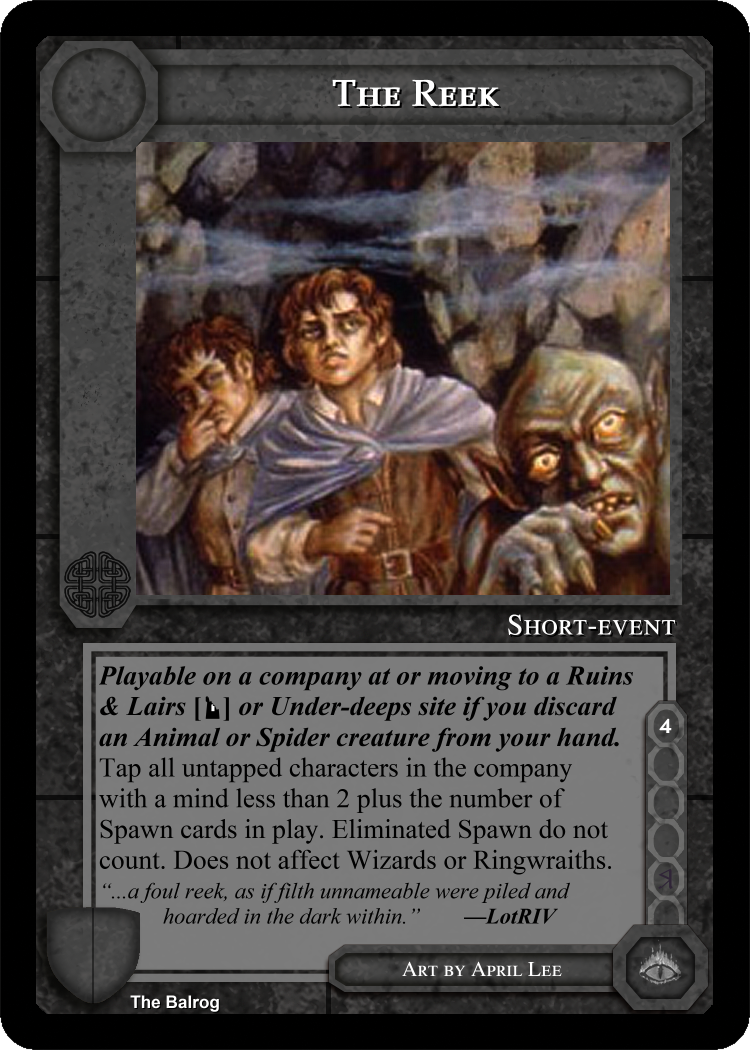 The Reek
Short-event
Playable on a company at or moving to a Ruins
& Lairs [] or Under-deeps site if you discard
an Animal or Spider creature from your hand.
Tap all untapped characters in the company
with a mind less than 2 plus the number of
Spawn cards in play. Eliminated Spawn do not
count. Does not affect Wizards or Ringwraiths.
"...a foul reek, as if filth unnameable were piled and
hoarded in the dark within." —LotRIV
4
Art by April Lee
The Balrog